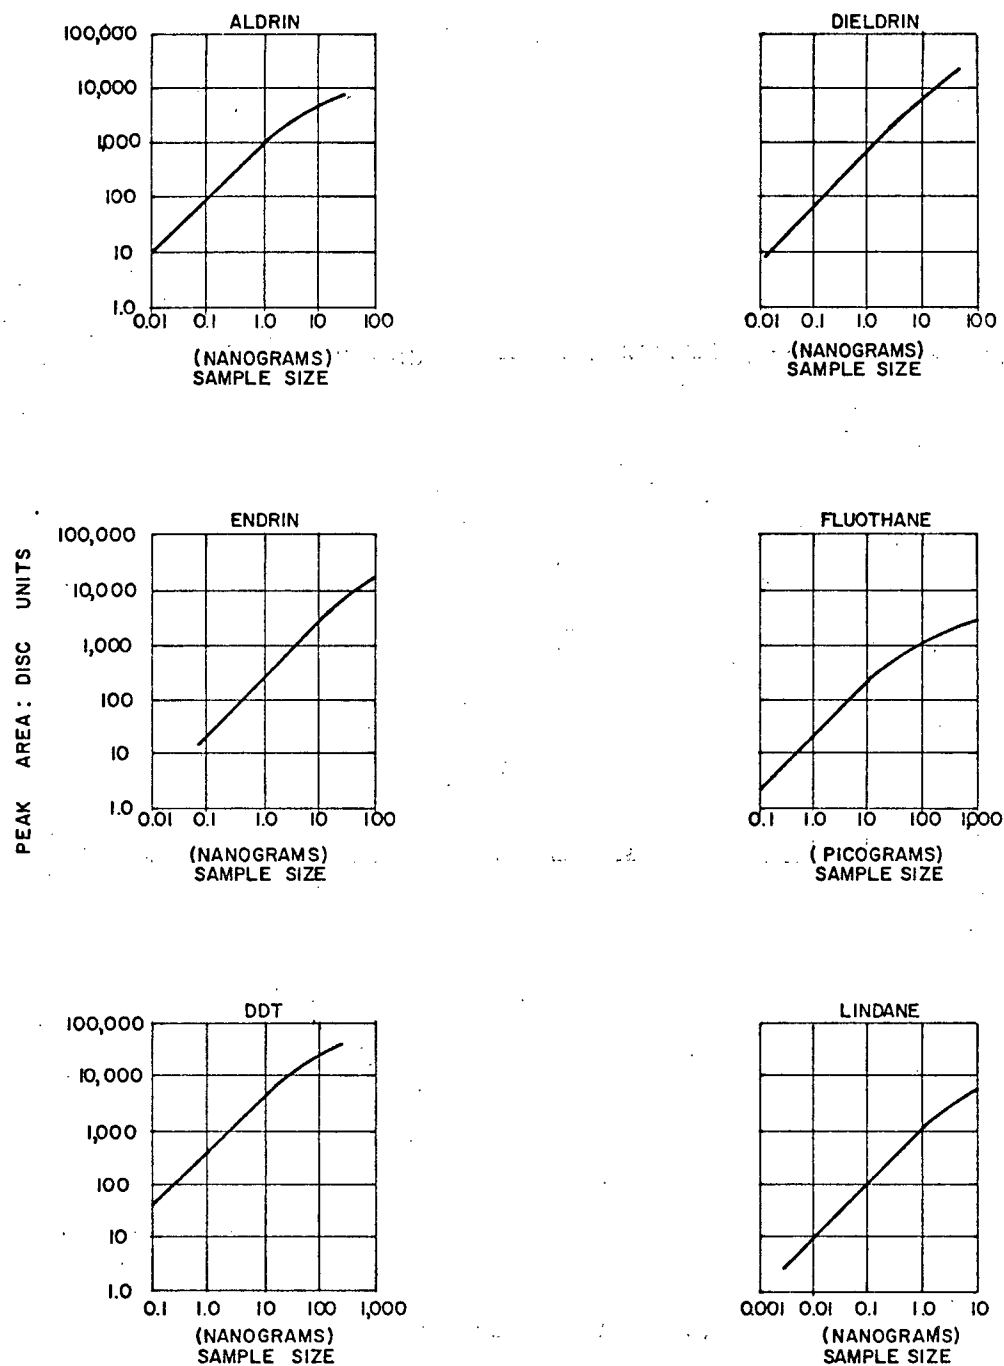 ALDRIN
100,000
10,000
1,000
100
10
1.0
0.01 0.1 1.0 10 100
(NANOGRAMS)
SAMPLE SIZE
DIELDRIN
0.01 0.1 1.0 10 100
(NANOGRAMS)
SAMPLE SIZE
PEAK AREA: DISC UNITS
ENDRIN
100,000
10,000
1,000
100
10
1.0
0.01 0.1 1.0 10 100
(NANOGRAMS)
SAMPLE SIZE
FLUOTHANE
0.1 1.0 10 100 1,000
(PICOGRAMS)
SAMPLE SIZE
DDT
100,000
10,000
1,000
100
10
1.0
0.1 1.0 10 100 1,000
(NANOGRAMS)
SAMPLE SIZE
LINDANE
0.001 0.01 0.1 1.0 10
(NANOGRAMS)
SAMPLE SIZE